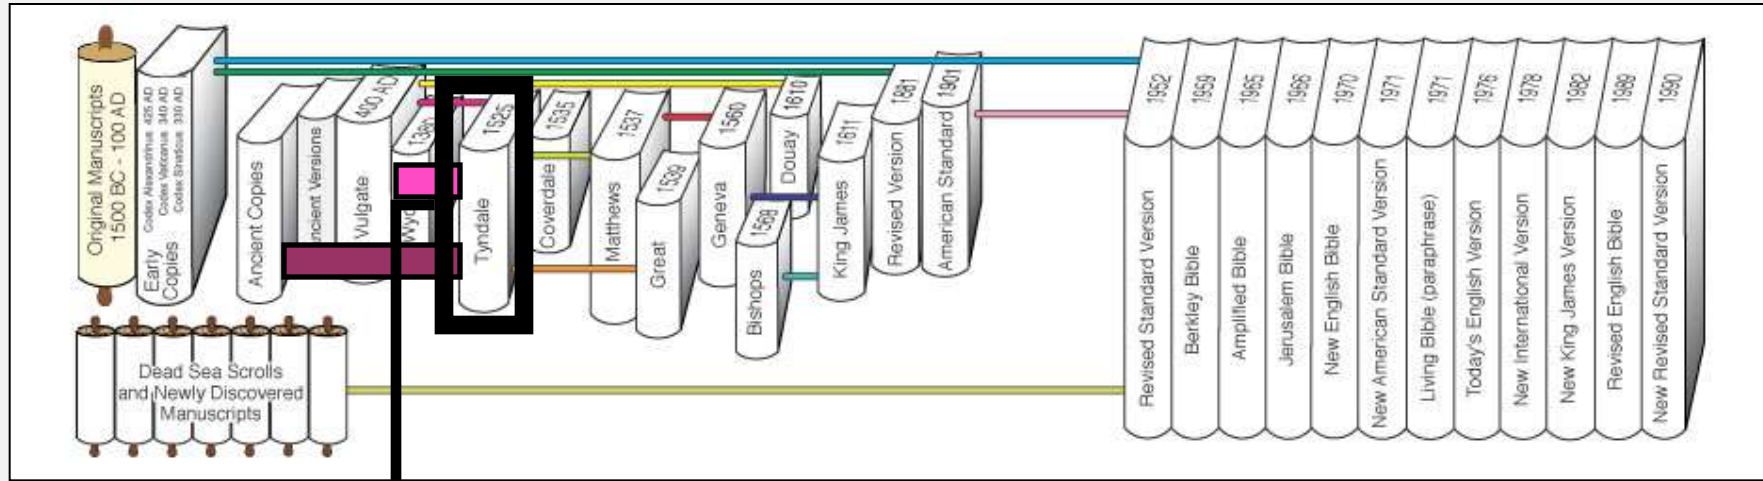 Original Manuscripts
1500 BC - 100 AD
Early
Copies
Codex Alexandrinus 425 AD
Codex Vaticanus 340 AD
Codex Sinaiticus 330 AD
Ancient Copies
Ancient Versions
400 AD
Vulgate
1380
1525
Tyndale
1535
Coverdale
1537
Matthews
1539
Great
1560
Geneva
1568
Bishops
1610
Douay
1611
King James
1881
Revised Version
1901
American Standard
1952
Revised Standard Version
1959
Berkley Bible
1965
Amplified Bible
1966
Jerusalem Bible
1970
New English Bible
1971
New American Standard Version
1971
Living Bible (paraphrase)
1976
Today's English Version
1978
New International Version
1982
New King James Version
1989
Revised English Bible
1990
New Revised Standard Version
Dead Sea Scrolls
and Newly Discovered
Manuscripts